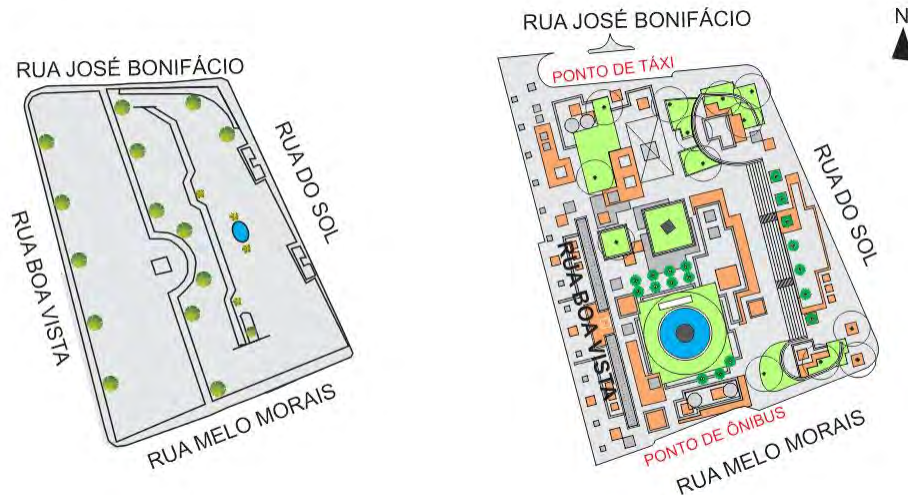 RUA JOSÉ BONIFÁCIO
RUA DO SOL
RUA BOA VISTA
RUA MELO MORAIS
RUA JOSÉ BONIFÁCIO
N
PONTO DE TÁXI
RUA DO SOL
RUA BOA VISTA
PONTO DE ÔNIBUS
RUA MELO MORAIS